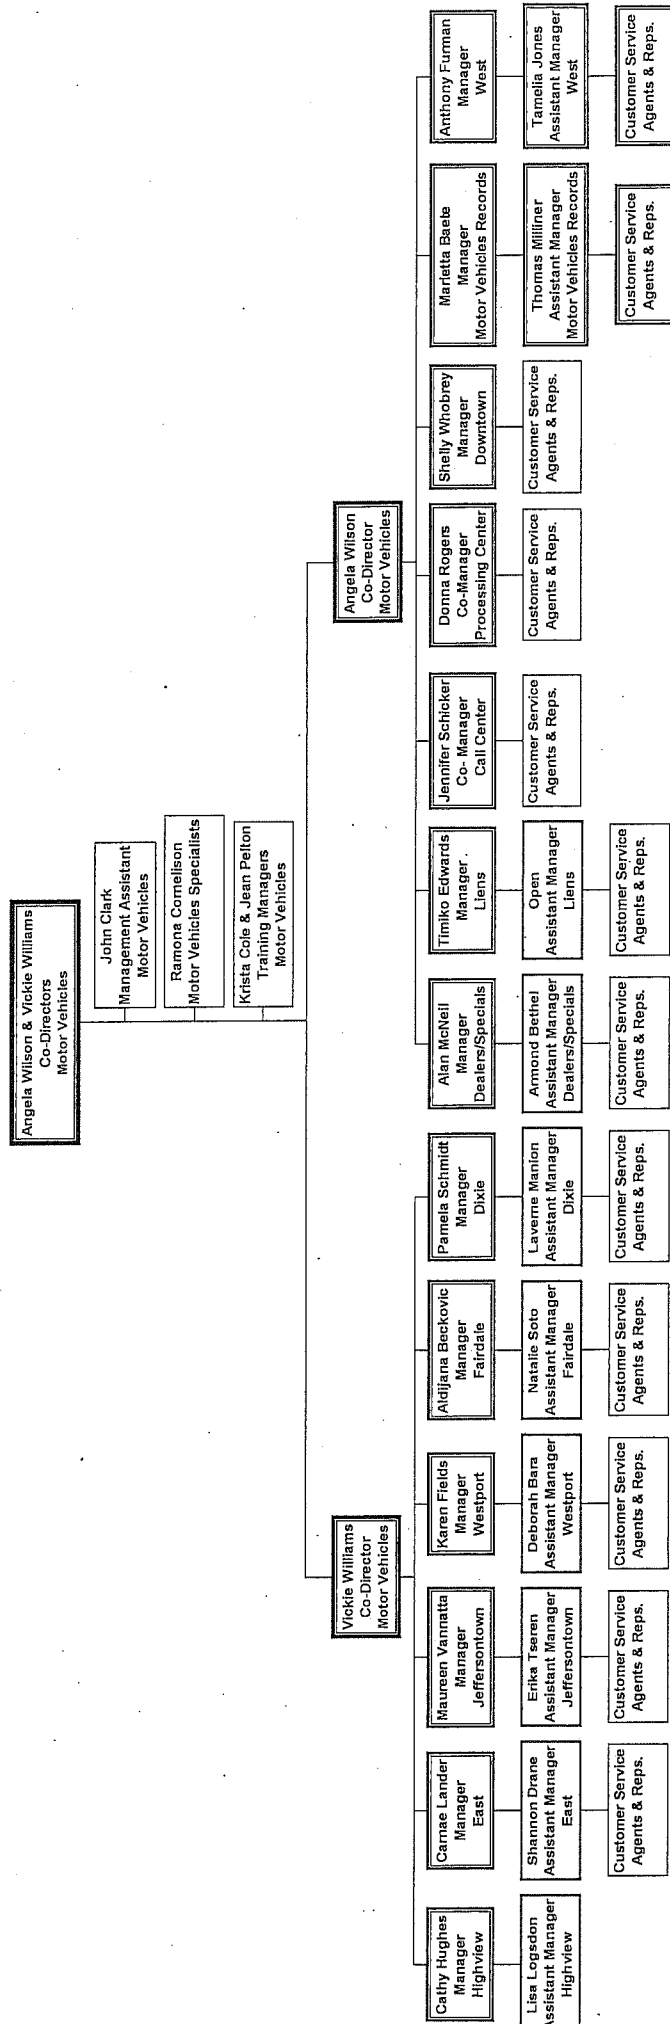 Angela Wilson & Vickie Williams
Co-Directors
Motor Vehicles
John Clark
Management Assistant
Motor Vehicles
Ramona Cornelison
Motor Vehicles Specialists
Krista Cole & Jean Pelton
Training Managers
Motor Vehicles
Vickie Williams
Co-Director
Motor Vehicles
Angela Wilson
Co-Director
Motor Vehicles
Cathy Hughes
Manager
Highview
Carnae Lander
Manager
East
Maureen Vannatta
Manager
Jeffersontown
Karen Fields
Manager
Westport
Aldijana Beckovic
Manager
Fairdale
Pamela Schmidt
Manager
Dixie
Alan McNeil
Manager
Dealers/Specials
Timiko Edwards
Manager .
Liens
Jennifer Schicker
Co- Manager
Call Center
Donna Rogers
Co-Manager
Processing Center
Shelly Whobrey
Manager
Downtown
Marietta Baete
Manager
Motor Vehicles Records
Anthony Furman
Manager
West
Lisa Logsdon
Assistant Manager
Highview
Shannon Drane
Assistant Manager
East
Erika Tseren
Assistant Manager
Jeffersontown
Deborah Bara
Assistant Manager
Westport
Natalie Soto
Assistant Manager
Fairdale
Laverne Manion
Assistant Manager
Dixie
Armond Bethel
Assistant Manager
Dealers/Specials
Open
Assistant Manager
Liens
Customer Service
Agents & Reps.
Customer Service
Agents & Reps.
Customer Service
Agents & Reps.
Thomas Milliner
Assistant Manager
Motor Vehicles Records
Tamelia Jones
Assistant Manager
West
Customer Service
Agents & Reps.
Customer Service
Agents & Reps.
Customer Service
Agents & Reps.
Customer Service
Agents & Reps.
Customer Service
Agents & Reps.
Customer Service
Agents & Reps.
Customer Service
Agents & Reps.
Customer Service
Agents & Reps.
Customer Service
Agents & Reps.